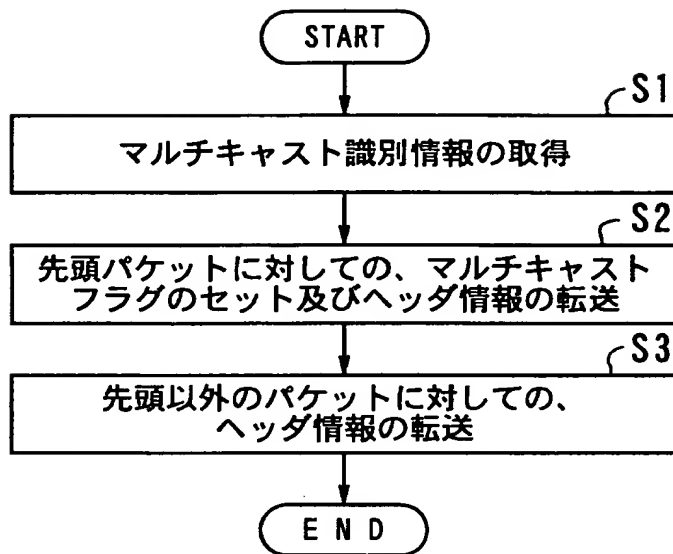 START
S1
マルチキャスト識別情報の取得
S2
先頭パケットに対しての、マルチキャスト
フラグのセット及びヘッダ情報の転送
S3
先頭以外のパケットに対しての、
ヘッダ情報の転送
END